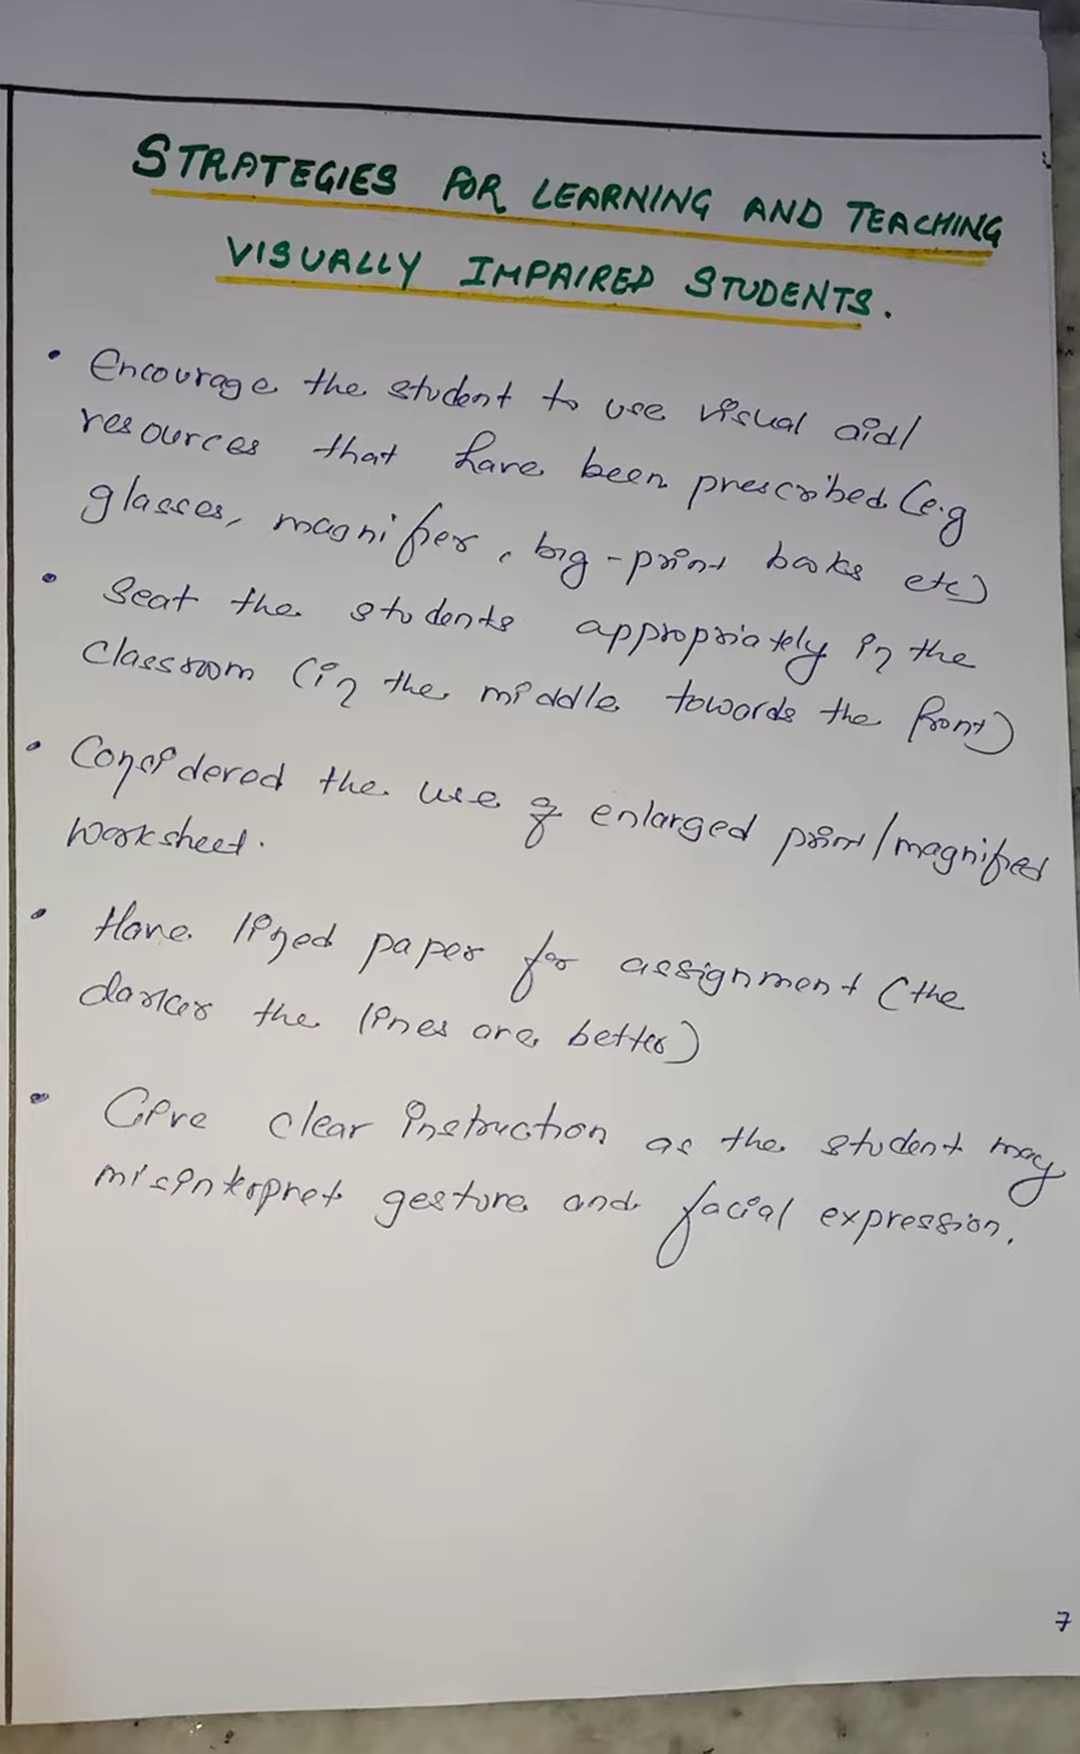 STRATEGIES FOR LEARNING AND TEACHING
VISUALLY IMPAIRED STUDENTS.
• Encourage the student to use visual aid/
resources that have been prescribed (e.g
glasses, magnifier, big-print books etc)
• Seat the students appropriately in the
classroom (in the middle towards the front)
• Considered the use of enlarged print/magnified
worksheet.
• Have lined paper for assignment (the
darker the lines are better)
• Give clear instruction as the student may
misinterpret gesture and facial expression.
7